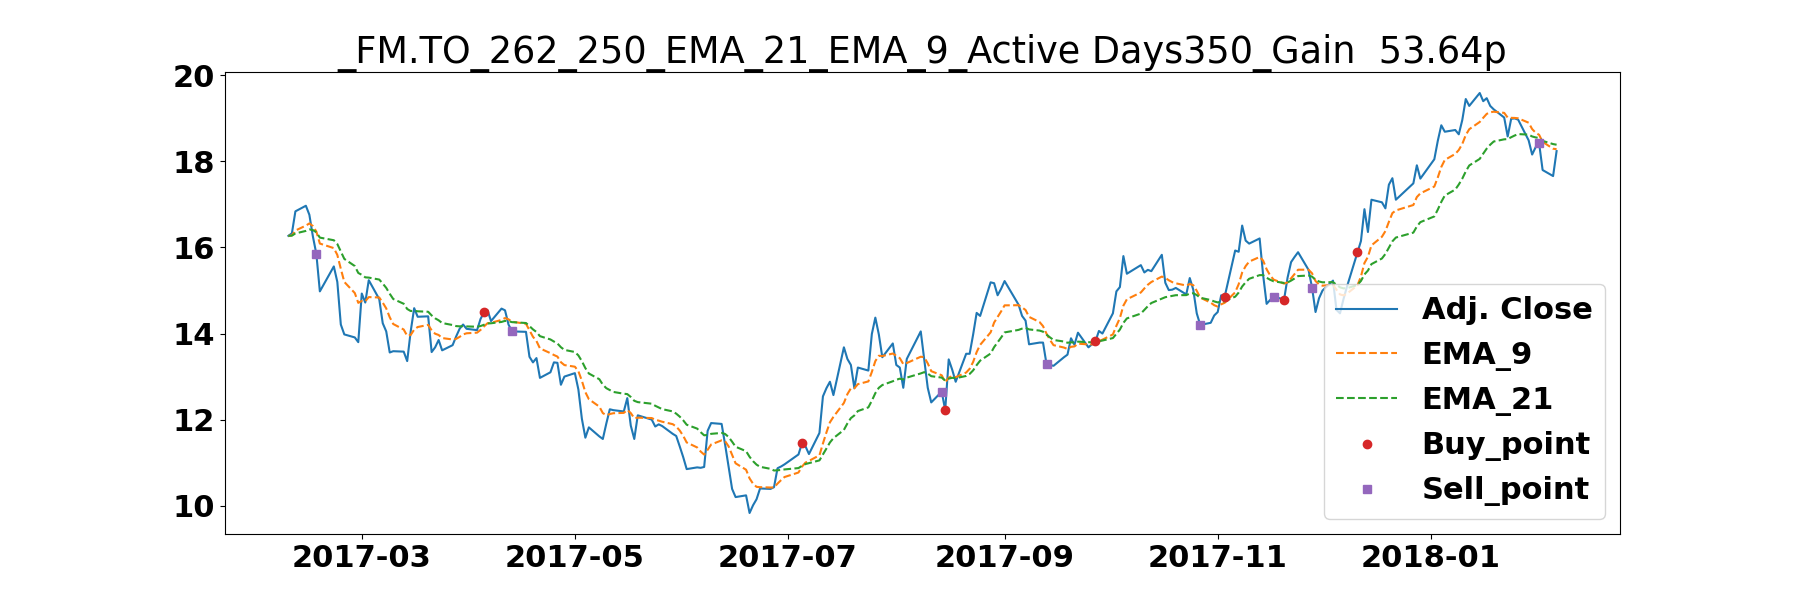 _FM.TO_262_250_EMA_21_EMA_9_Active Days350_Gain  53.64p
20
18
16
14
12
10
2017-03
2017-05
2017-07
2017-09
2017-11
2018-01
Adj. Close
EMA_9
EMA_21
Buy_point
Sell_point